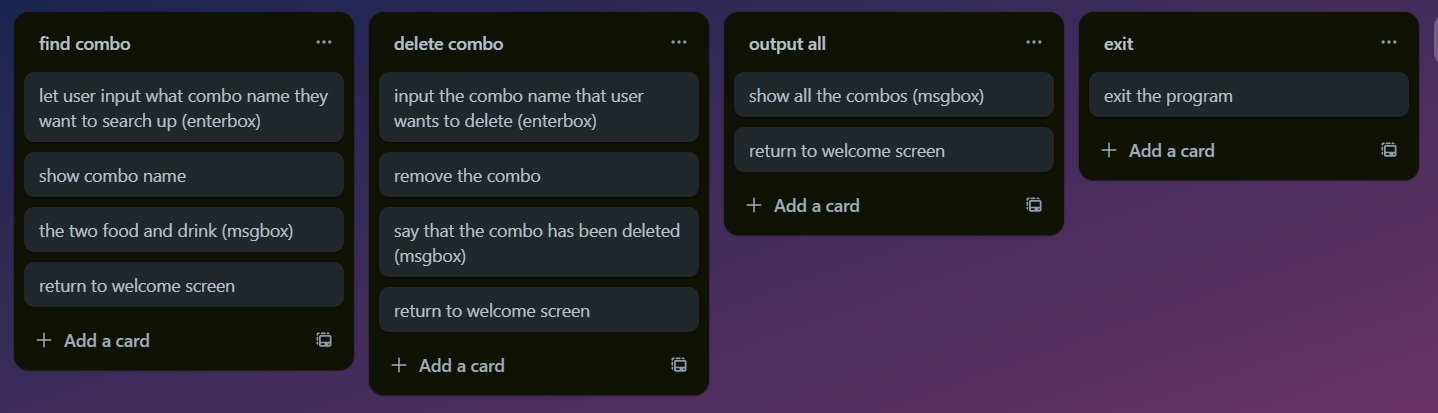 find combo
let user input what combo name they
want to search up (enterbox)
show combo name
the two food and drink (msgbox)
return to welcome screen
Add a card
delete combo
input the combo name that user
wants to delete (enterbox)
remove the combo
say that the combo has been deleted
(msgbox)
return to welcome screen
Add a card
output all
show all the combos (msgbox)
return to welcome screen
Add a card
exit
exit the program
Add a card